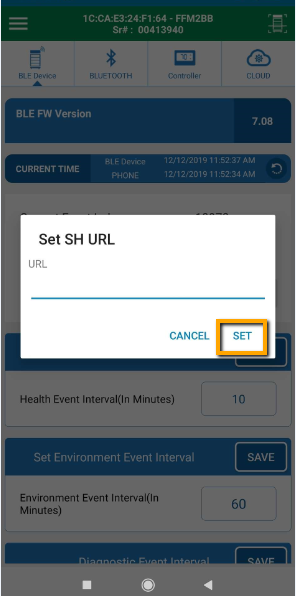 1C:CA:E3:24:F1:64 - FFM2BB
Sr# : 00413940
BLE Device BLUETOOTH Controller CLOUD
BLE FW Version
7.08
CURRENT TIME
BLE Device 12/12/2019 11:52:37 AM
PHONE 12/12/2019 11:52:34 AM
Set SH URL
URL
CANCEL SET
Health Event Interval(In Minutes) 10
Set Environment Event Interval SAVE
Environment Event Interval(In
Minutes)
60
Diagnostic Event Interval SAVE